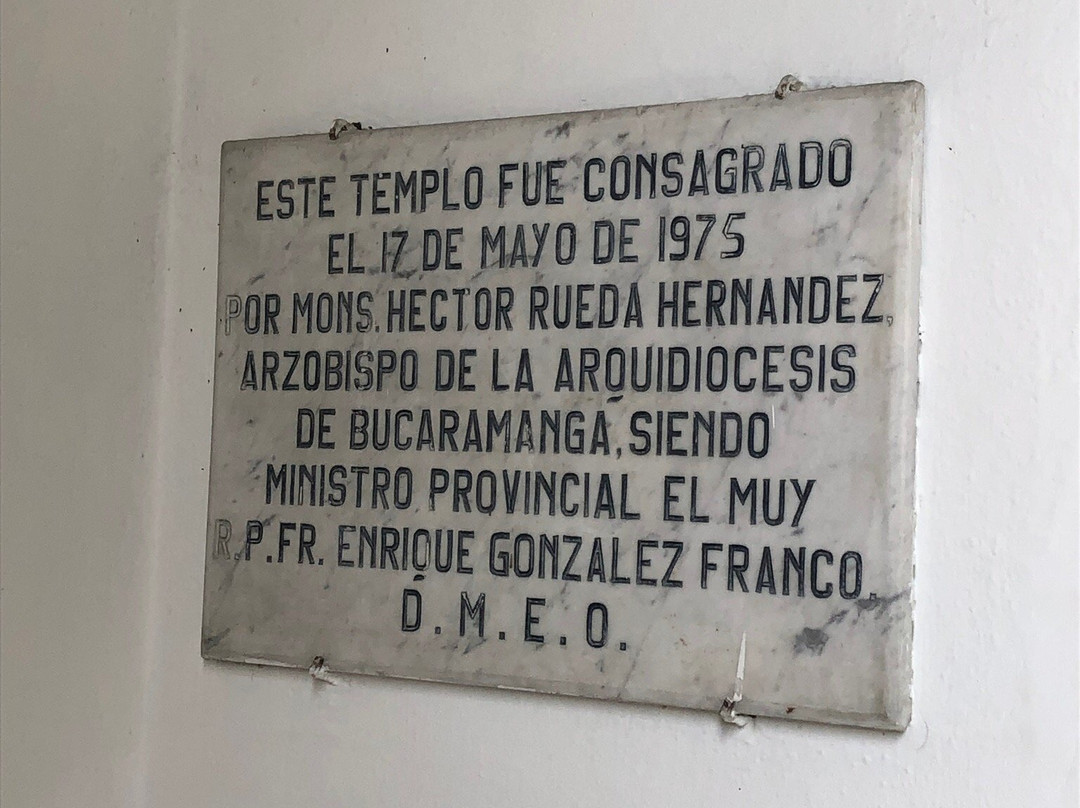 ESTE TEMPLO FUE CONSAGRADO
EL 17 DE MAYO DE 1975
POR MONS. HECTOR RUEDA HERNANDEZ,
ARZOBISPO DE LA ARQUIDIOCESIS
DE BUCARAMANGA, SIENDO
MINISTRO PROVINCIAL EL MUY
R.P.FR. ENRIQUE GONZALEZ FRANCO.
D.M.E.O.